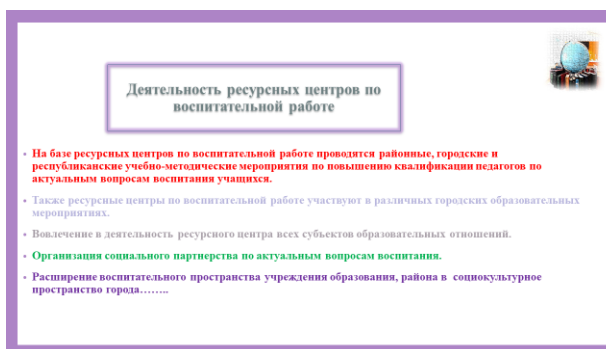 Деятельность ресурсных центров по
воспитательной работе
• На базе ресурсных центров по воспитательной работе проводятся районные, городские и
республиканские учебно-методические мероприятия по повышению квалификации педагогов по
актуальным вопросам воспитания учащихся.
• Также ресурсные центры по воспитательной работе участвуют в различных городских образовательных
мероприятиях.
• Вовлечение в деятельность ресурсного центра всех субъектов образовательных отношений.
• Организация социального партнерства по актуальным вопросам воспитания.
• Расширение воспитательного пространства учреждения образования, района в социокультурное
пространство города……..